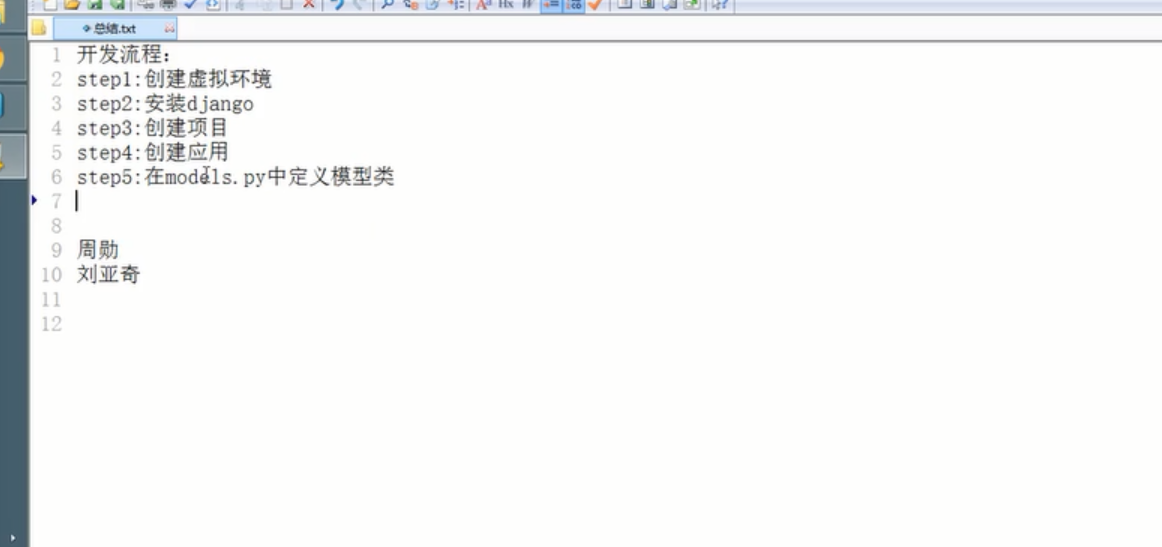 总结.txt
1 开发流程:
2 step1:创建虚拟环境
3 step2:安装django
4 step3:创建项目
5 step4:创建应用
6 step5:在models.py中定义模型类
7
8
9 周勋
10 刘亚奇
11
12